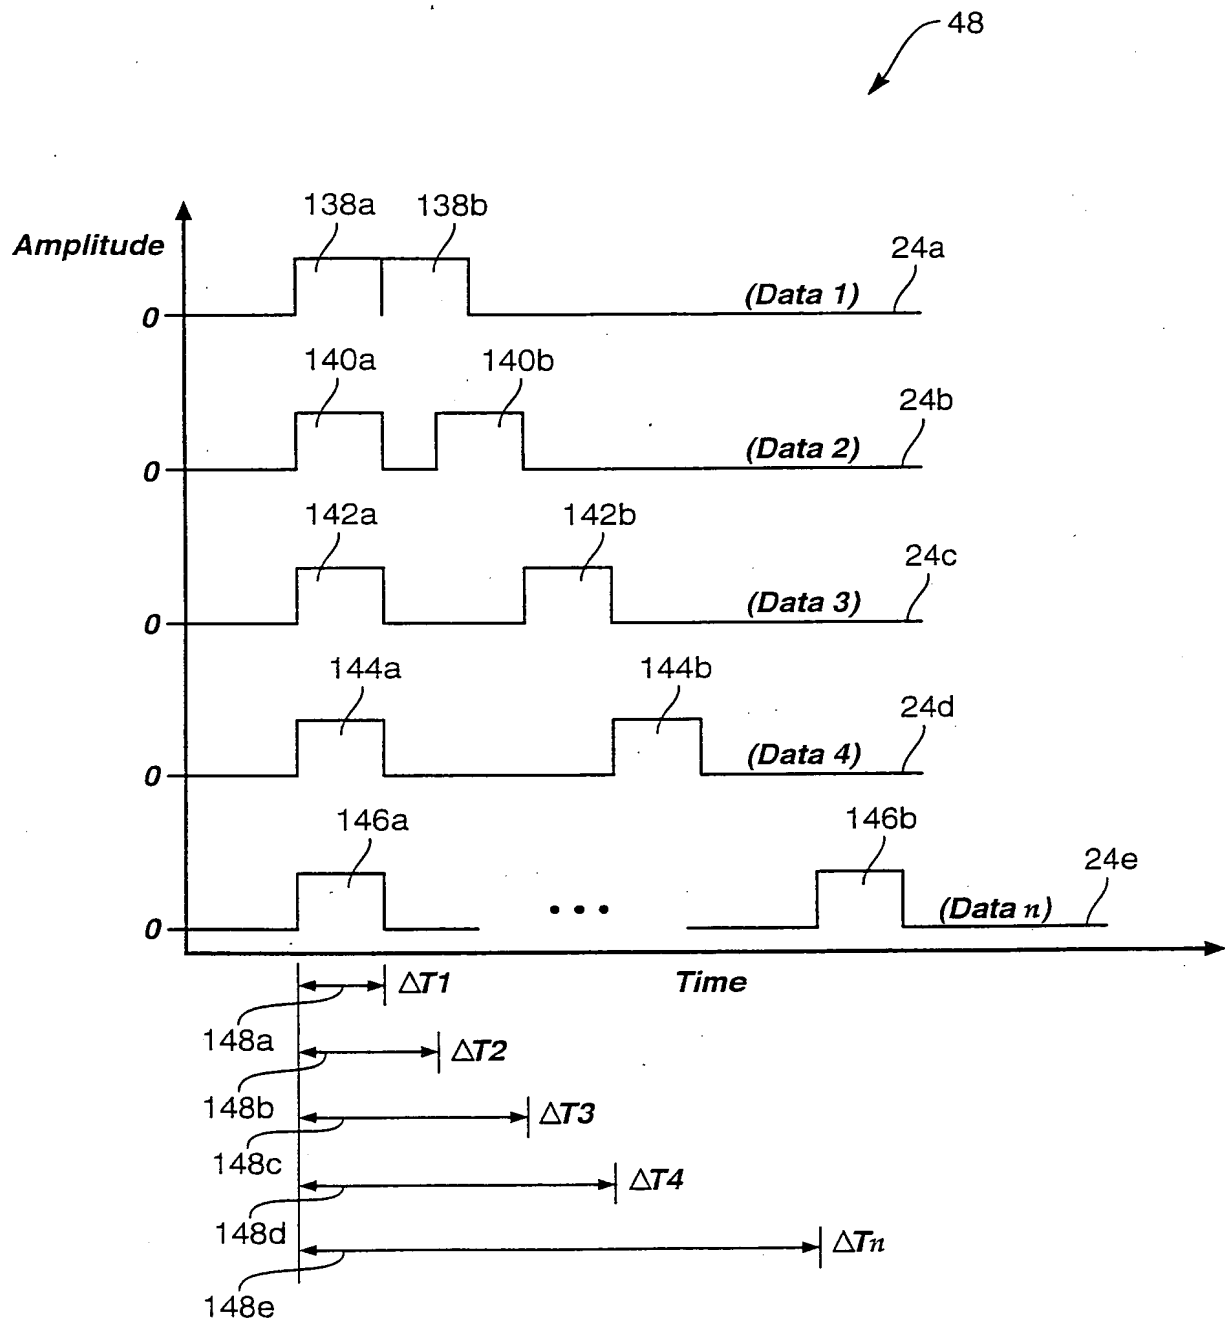 48
138a 138b
Amplitude
24a
(Data 1)
0
140a 140b
24b
(Data 2)
0
142a 142b
24c
(Data 3)
0
144a 144b
24d
(Data 4)
0
146a 146b
24e
(Data n)
0
Time
ΔT1
148a
ΔT2
148b
ΔT3
148c
ΔT4
148d
ΔTn
148e